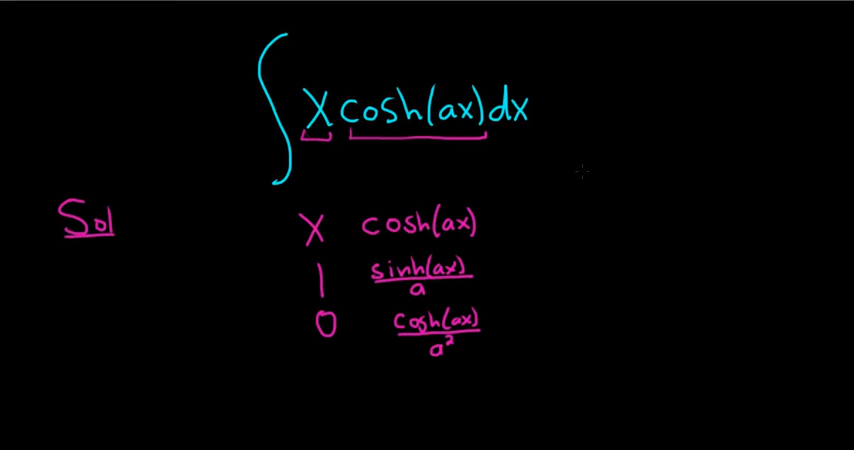 ∫ x cosh(ax) dx
Sol
x cosh(ax)
1 sinh(ax)/a
0 cosh(ax)/a²